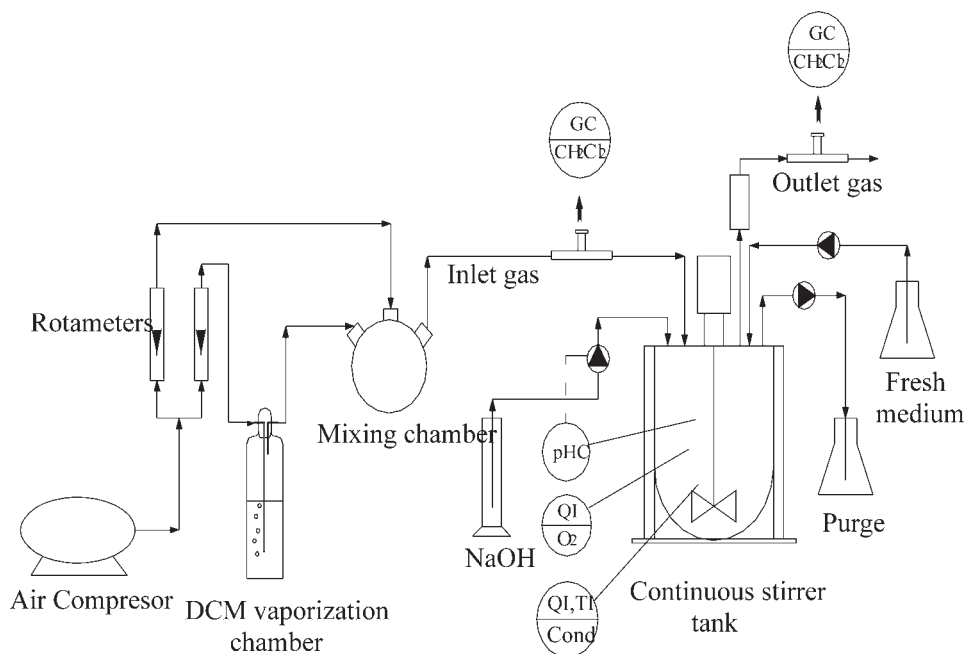 GC
CH2Cl2
GC
CH2Cl2
Outlet gas
Inlet gas
Rotameters
Fresh
medium
Mixing chamber
pHC
QI
O2
NaOH
Purge
Air Compresor
DCM vaporization
chamber
QI,TI
Cond
Continuous stirrer
tank